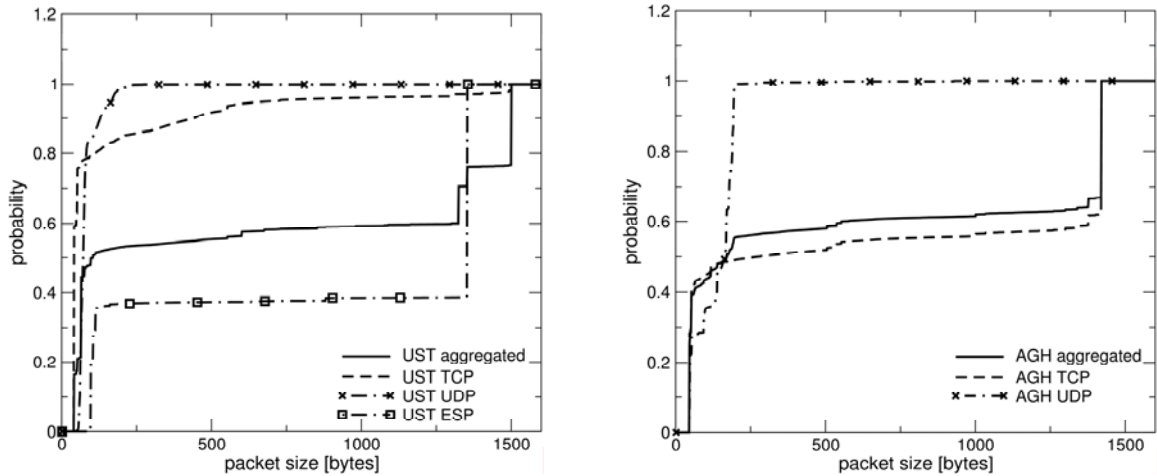 1.2
1
0.8
0.6
0.4
0.2
0
probability
0 500 1000 1500
packet size [bytes]
UST aggregated
UST TCP
UST UDP
UST ESP
1.2
1
0.8
0.6
0.4
0.2
0
probability
0 500 1000 1500
packet size [bytes]
AGH aggregated
AGH TCP
AGH UDP